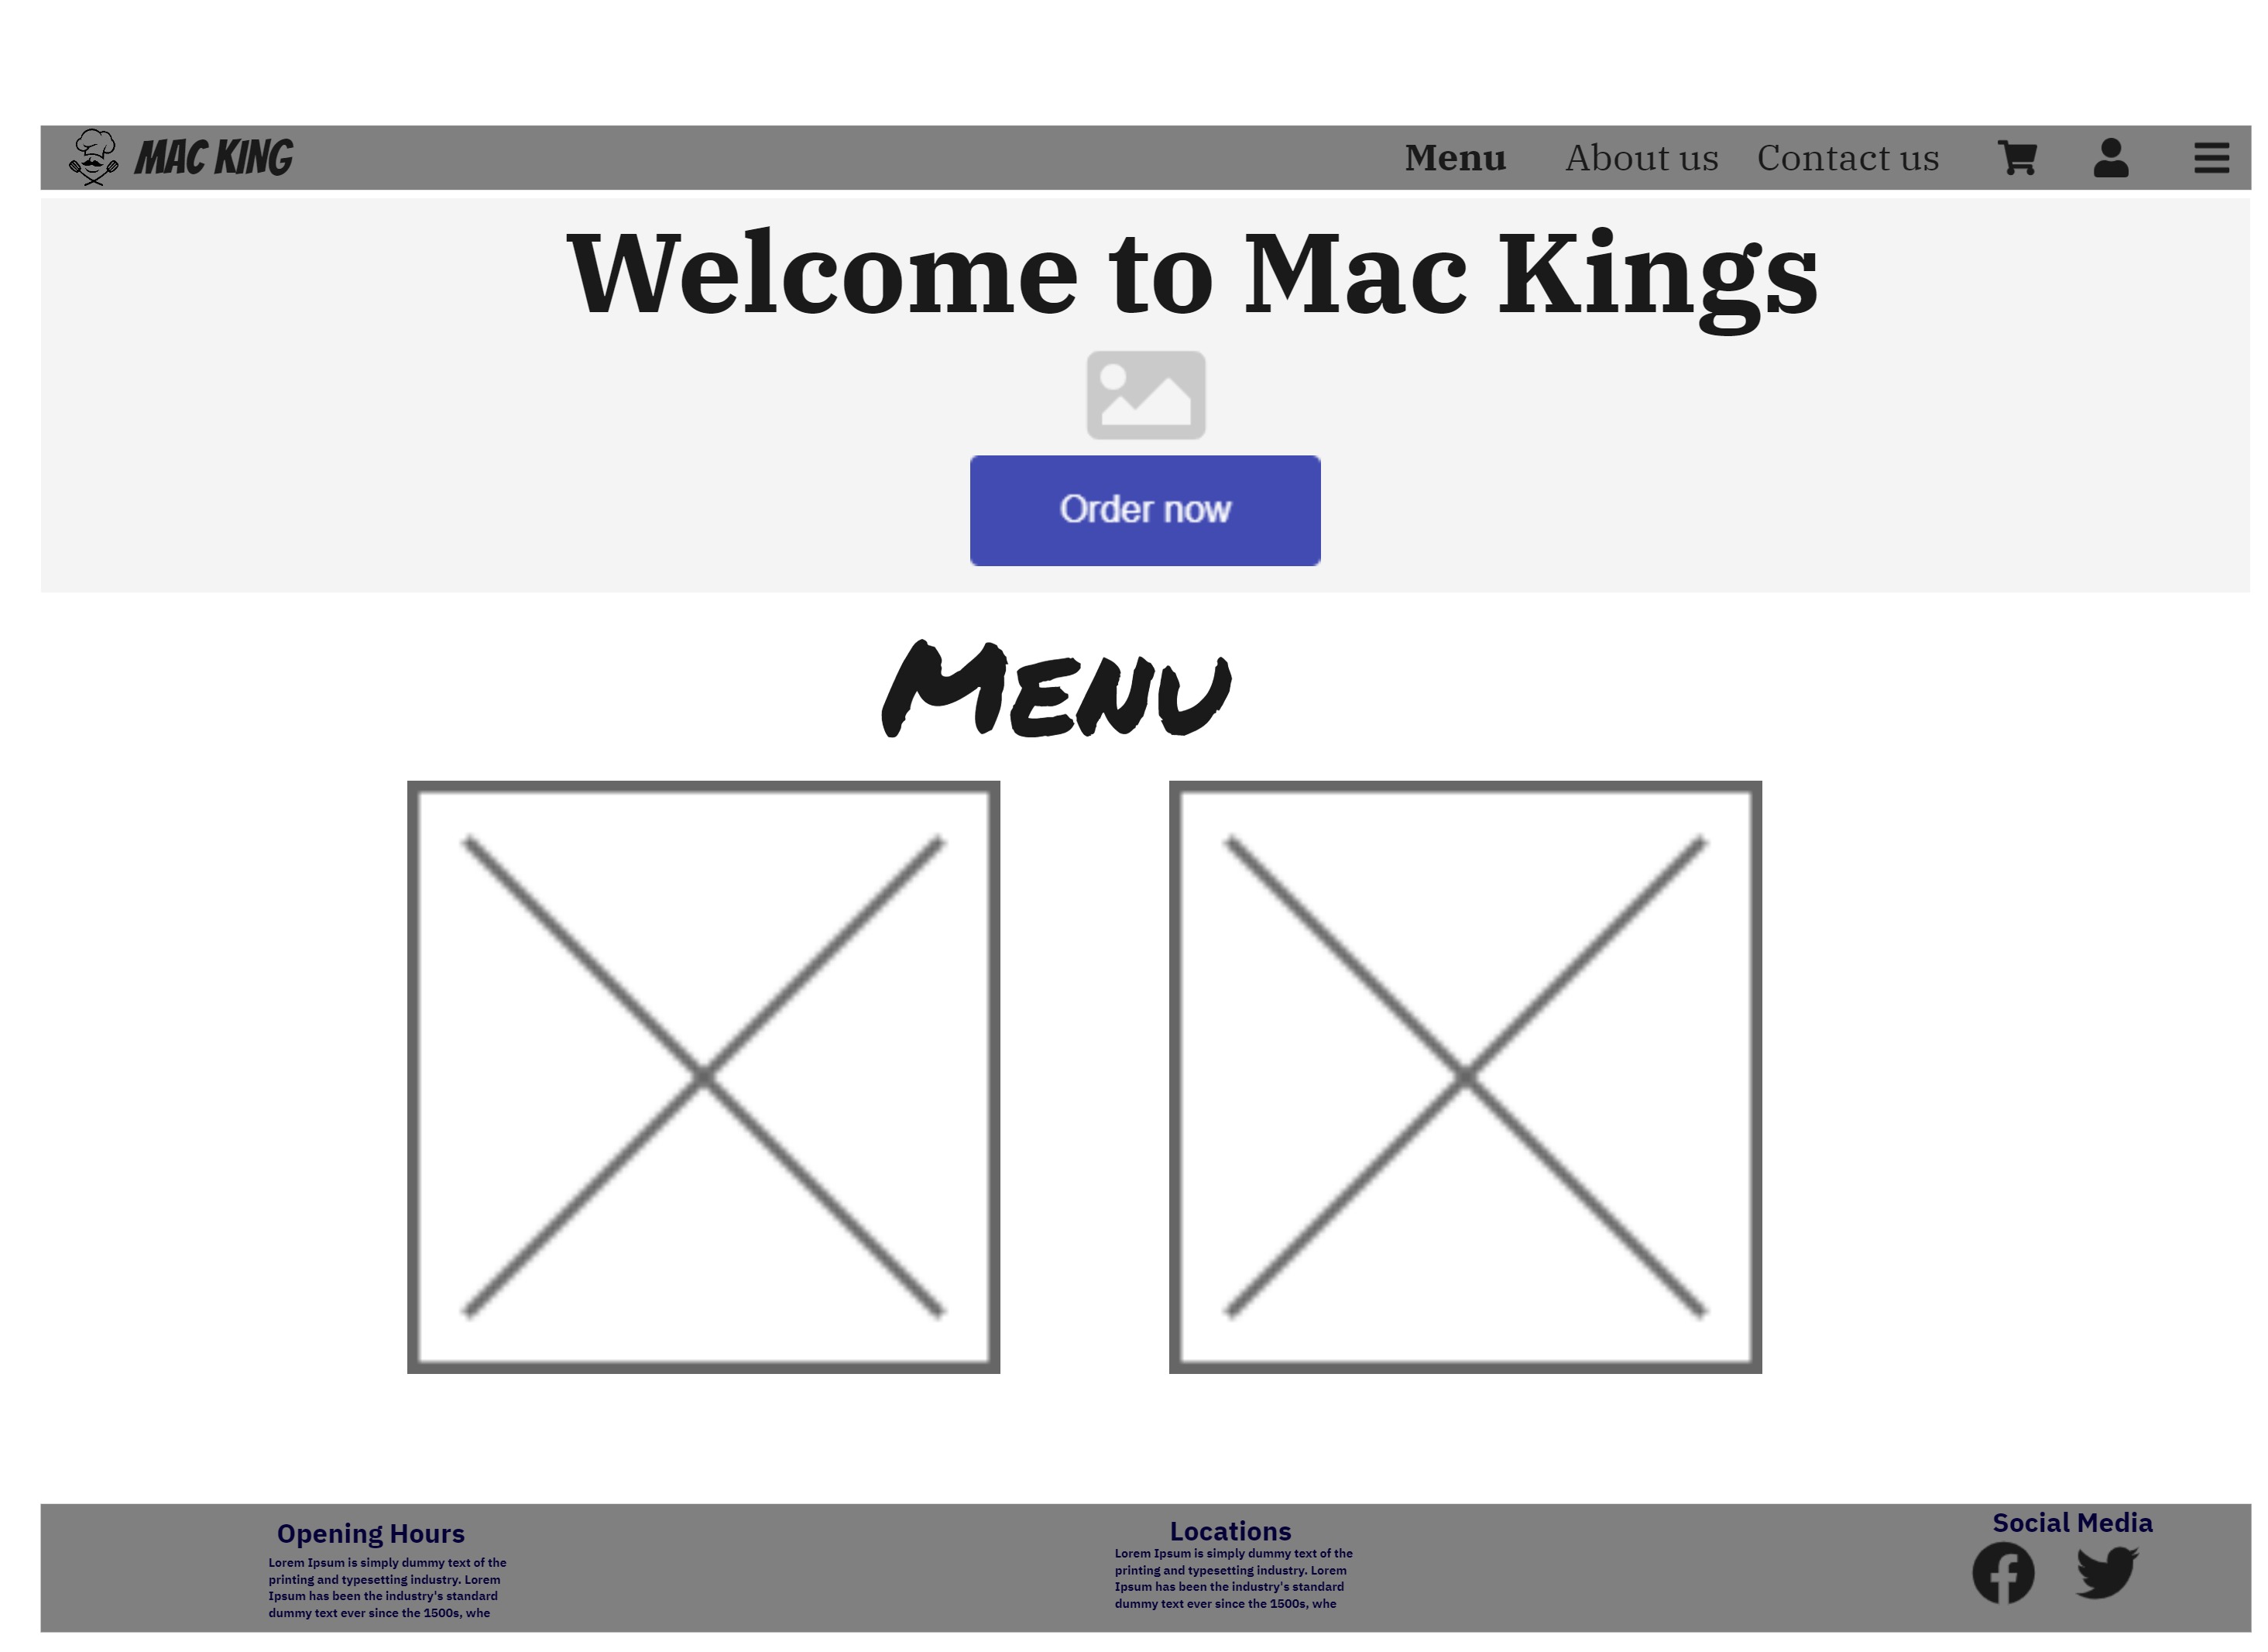 MAC KING
Menu About us Contact us
Welcome to Mac Kings
Order now
Menu
Opening Hours
Lorem Ipsum is simply dummy text of the
printing and typesetting industry. Lorem
Ipsum has been the industry's standard
dummy text ever since the 1500s, whe
Locations
Lorem Ipsum is simply dummy text of the
printing and typesetting industry. Lorem
Ipsum has been the industry's standard
dummy text ever since the 1500s, whe
Social Media